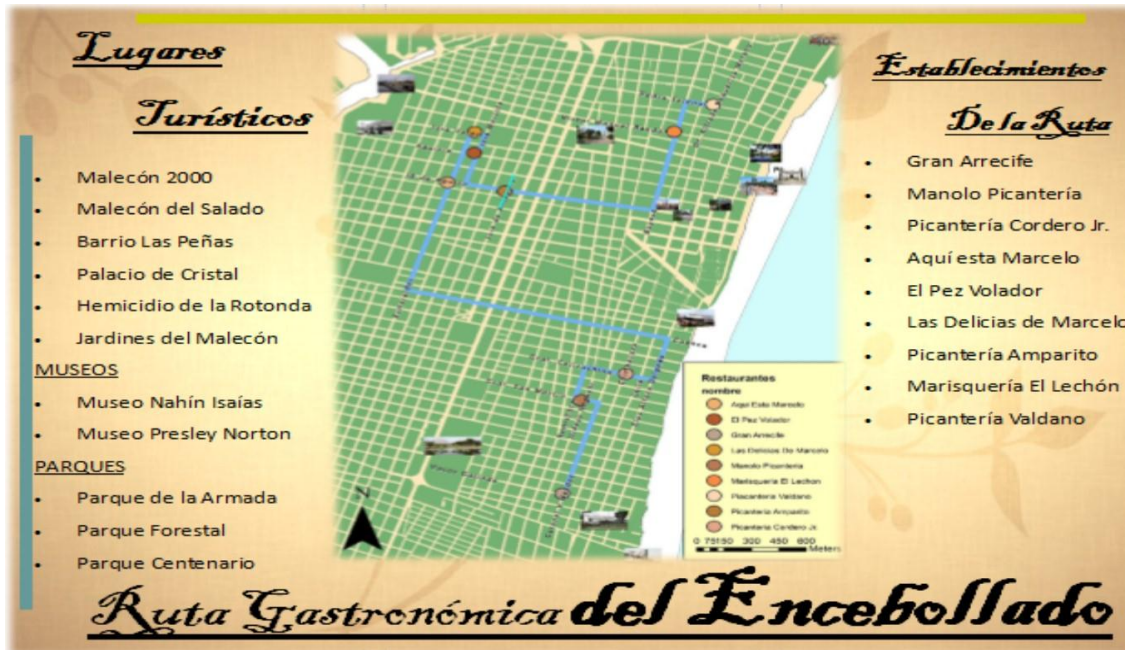 Lugares
Turísticos
Malecón 2000
Malecón del Salado
Barrio Las Peñas
Palacio de Cristal
Hemicidio de la Rotonda
Jardines del Malecón
MUSEOS
Museo Nahín Isaías
Museo Presley Norton
PARQUES
Parque de la Armada
Parque Forestal
Parque Centenario
N
Restaurantes
nombre
Aqui Esta Marcelo
El Pez Volador
Gran Arrecife
Las Delicias De Marcelo
Manolo Picanteria
Marisqueria El Lechon
Piacanteria Valdano
Picanteria Amparito
Picanteria Cordero Jr.
0 75150 300 450 600
Meters
Establecimientos
De la Ruta
Gran Arrecife
Manolo Picantería
Picantería Cordero Jr.
Aquí esta Marcelo
El Pez Volador
Las Delicias de Marcelo
Picantería Amparito
Marisquería El Lechón
Picantería Valdano
Ruta Gastronómica del Encebollado